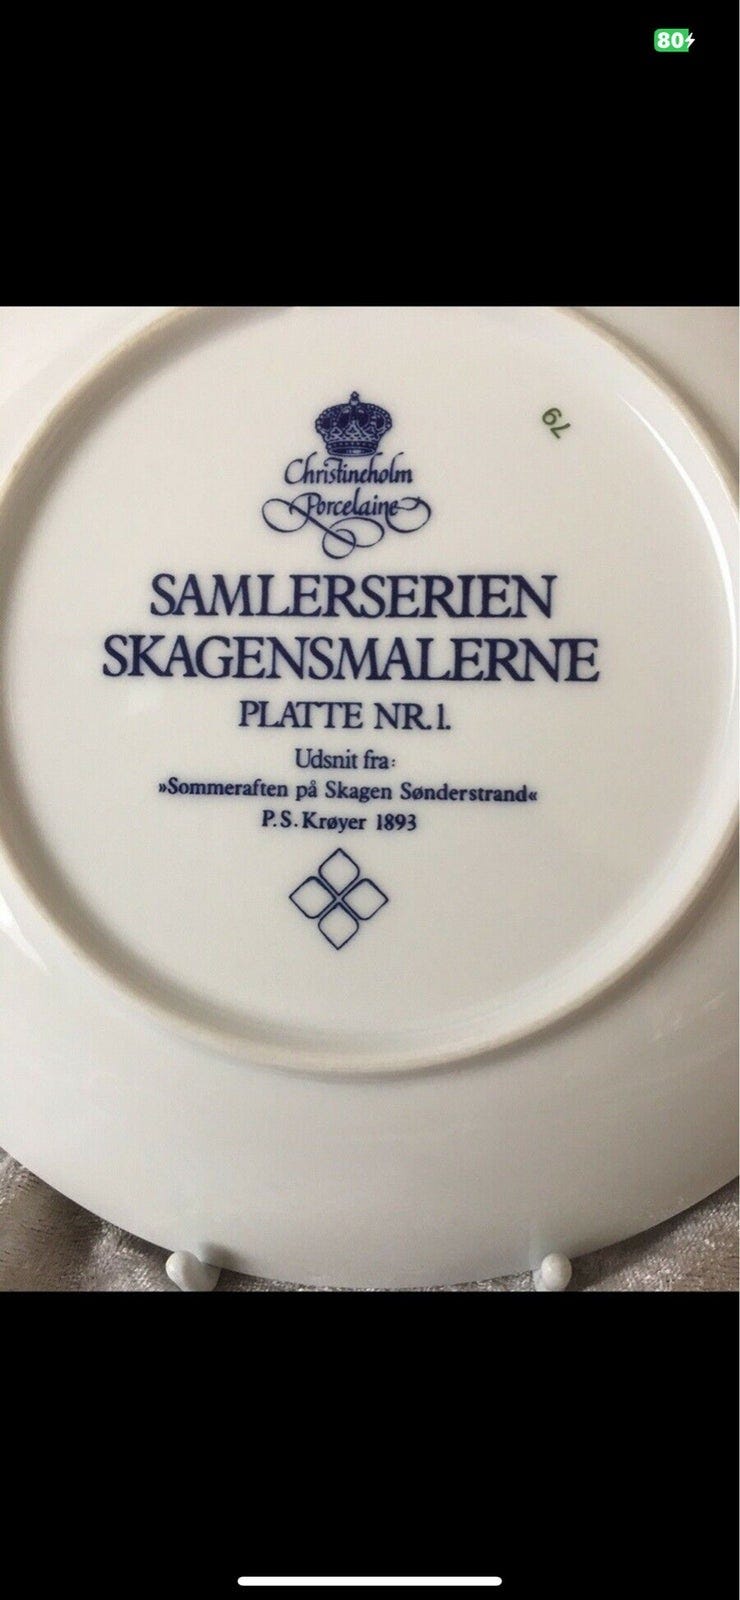 80
Christineholm
Porcelaine
79
SAMLERSERIEN
SKAGENSMALERNE
PLATTE NR.1.
Udsnit fra:
»Sommeraften på Skagen Sønderstrand«
P.S. Krøyer 1893